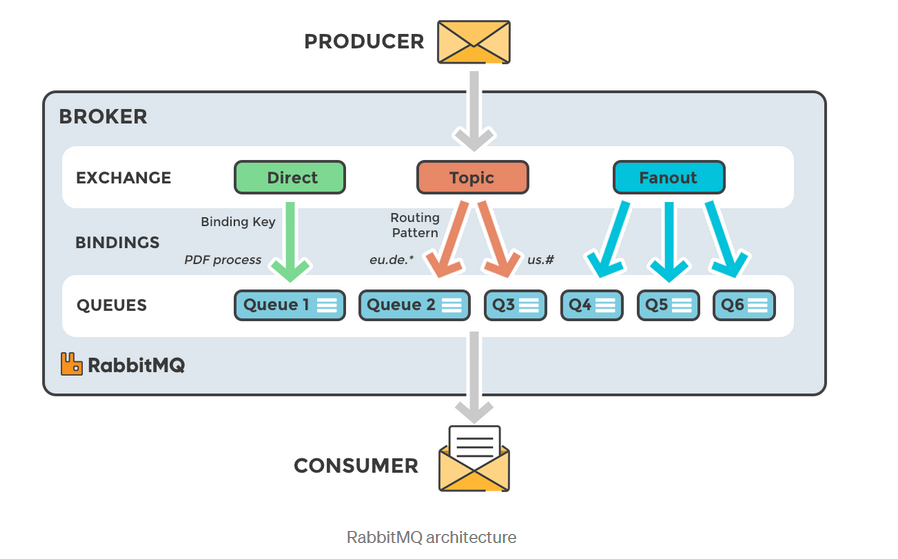 PRODUCER
BROKER
EXCHANGE
Direct
Topic
Fanout
Binding Key
Routing
Pattern
BINDINGS
PDF process
eu.de.*
us.#
QUEUES
Queue 1
Queue 2
Q3
Q4
Q5
Q6
RabbitMQ
CONSUMER
RabbitMQ architecture